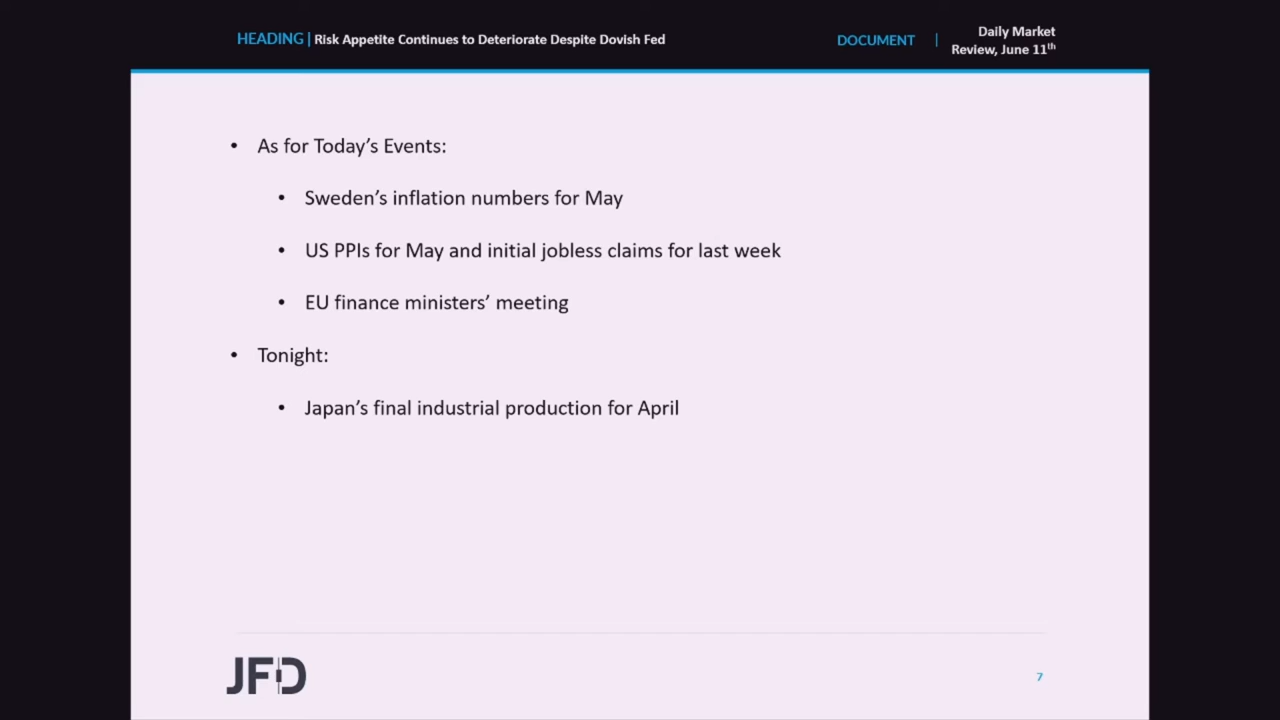 HEADING | Risk Appetite Continues to Deteriorate Despite Dovish Fed
DOCUMENT | Daily Market
Review, June 11th
• As for Today’s Events:
• Sweden’s inflation numbers for May
• US PPIs for May and initial jobless claims for last week
• EU finance ministers’ meeting
• Tonight:
• Japan’s final industrial production for April
JFD
7